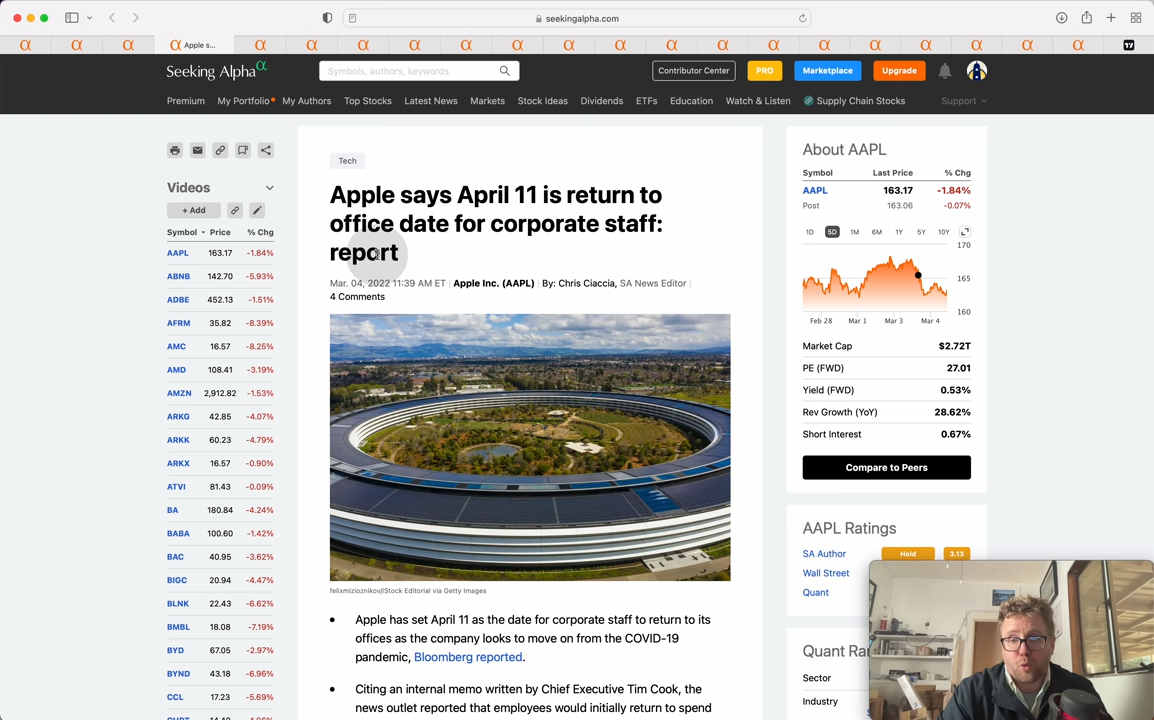 seekingalpha.com
Apple s...
Seeking Alpha α
Symbols, authors, keywords
Contributor Center
PRO
Marketplace
Upgrade
Premium My Portfolio My Authors Top Stocks Latest News Markets Stock Ideas Dividends ETFs Education Watch & Listen Supply Chain Stocks Support
Videos
+ Add
Symbol Price % Chg
AAPL 163.17 -1.84%
ABNB 142.70 -5.93%
ADBE 452.13 -1.51%
AFRM 35.82 -8.39%
AMC 16.57 -8.25%
AMD 108.41 -3.19%
AMZN 2,912.82 -1.53%
ARKG 42.85 -4.07%
ARKK 60.23 -4.79%
ARKX 16.57 -0.90%
ATVI 81.43 -0.09%
BA 180.84 -4.24%
BABA 100.60 -1.42%
BAC 40.95 -3.62%
BIGC 20.94 -4.47%
BLNK 22.43 -6.62%
BMBL 18.08 -7.19%
BYD 67.05 -2.97%
BYND 43.18 -6.96%
CCL 17.23 -5.69%
Tech
Apple says April 11 is return to
office date for corporate staff:
report
Mar. 04, 2022 11:39 AM ET | Apple Inc. (AAPL) | By: Chris Ciaccia, SA News Editor |
4 Comments
felixmizioznikov/iStock Editorial via Getty Images
• Apple has set April 11 as the date for corporate staff to return to its
offices as the company looks to move on from the COVID-19
pandemic, Bloomberg reported.
• Citing an internal memo written by Chief Executive Tim Cook, the
news outlet reported that employees would initially return to spend
About AAPL
Symbol Last Price % Chg
AAPL 163.17 -1.84%
Post 163.06 -0.07%
1D 5D 1M 6M 1Y 5Y 10Y
170
165
160
Feb 28 Mar 1 Mar 3 Mar 4
Market Cap $2.72T
PE (FWD) 27.01
Yield (FWD) 0.53%
Rev Growth (YoY) 28.62%
Short Interest 0.67%
Compare to Peers
AAPL Ratings
SA Author Hold 3.13
Wall Street
Quant
Quant
Sector
Industry